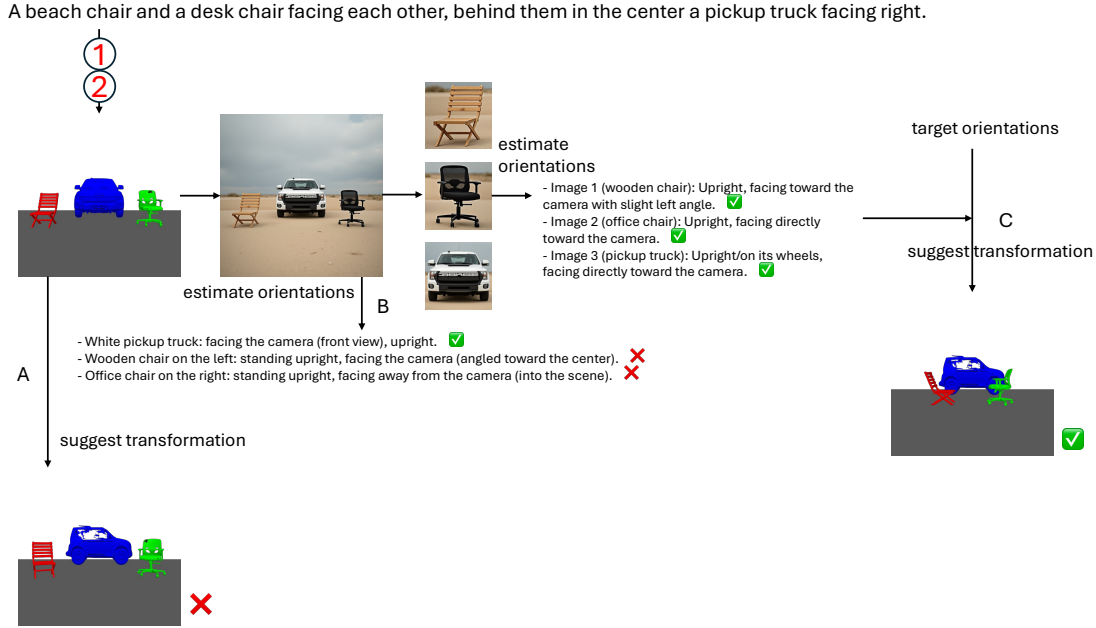 A beach chair and a desk chair facing each other, behind them in the center a pickup truck facing right.
1
2
estimate
orientations
- Image 1 (wooden chair): Upright, facing toward the
camera with slight left angle.
- Image 2 (office chair): Upright, facing directly
toward the camera.
- Image 3 (pickup truck): Upright/on its wheels,
facing directly toward the camera.
target orientations
C
suggest transformation
estimate orientations
B
- White pickup truck: facing the camera (front view), upright.
- Wooden chair on the left: standing upright, facing the camera (angled toward the center).
- Office chair on the right: standing upright, facing away from the camera (into the scene).
A
suggest transformation